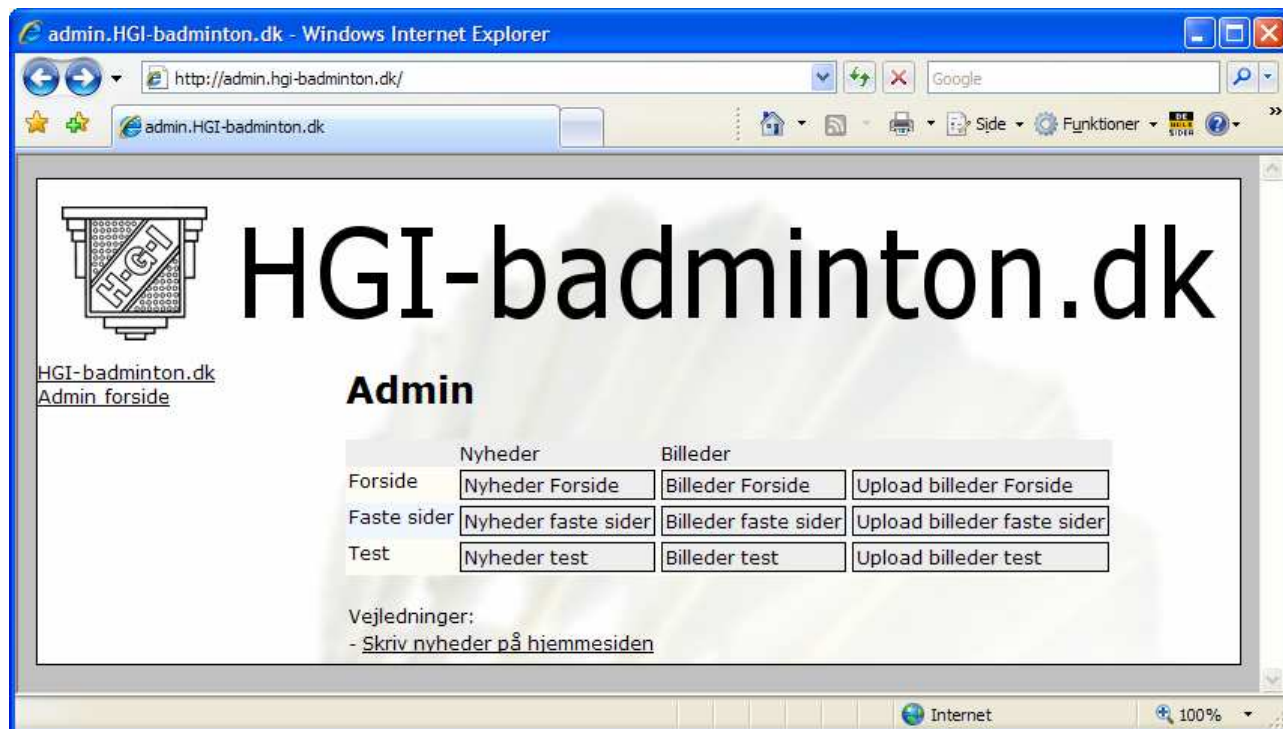 admin.HGI-badminton.dk - Windows Internet Explorer
http://admin.hgi-badminton.dk/
Google
admin.HGI-badminton.dk
Side
Funktioner
DE
GULE
SIDER
»
H-G-I
HGI-badminton.dk
HGI-badminton.dk
Admin forside
Admin
Nyheder Billeder
Forside Nyheder Forside Billeder Forside Upload billeder Forside
Faste sider Nyheder faste sider Billeder faste sider Upload billeder faste sider
Test Nyheder test Billeder test Upload billeder test
Vejledninger:
- Skriv nyheder på hjemmesiden
Internet
100%